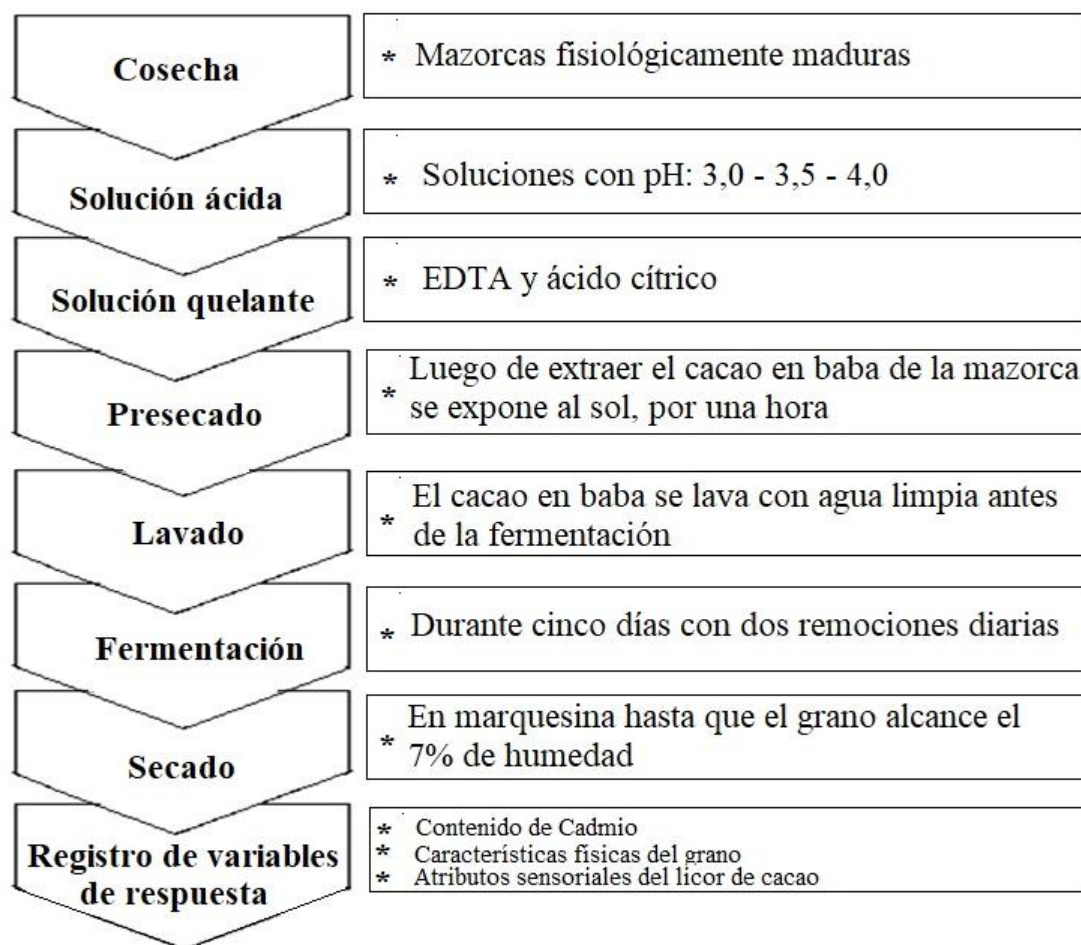 Cosecha
* Mazorcas fisiológicamente maduras
Solución ácida
* Soluciones con pH: 3,0 - 3,5 - 4,0
Solución quelante
* EDTA y ácido cítrico
Presecado
* Luego de extraer el cacao en baba de la mazorca
se expone al sol, por una hora
Lavado
* El cacao en baba se lava con agua limpia antes
de la fermentación
Fermentación
* Durante cinco días con dos remociones diarias
Secado
* En marquesina hasta que el grano alcance el
7% de humedad
Registro de variables
de respuesta
* Contenido de Cadmio
* Características físicas del grano
* Atributos sensoriales del licor de cacao